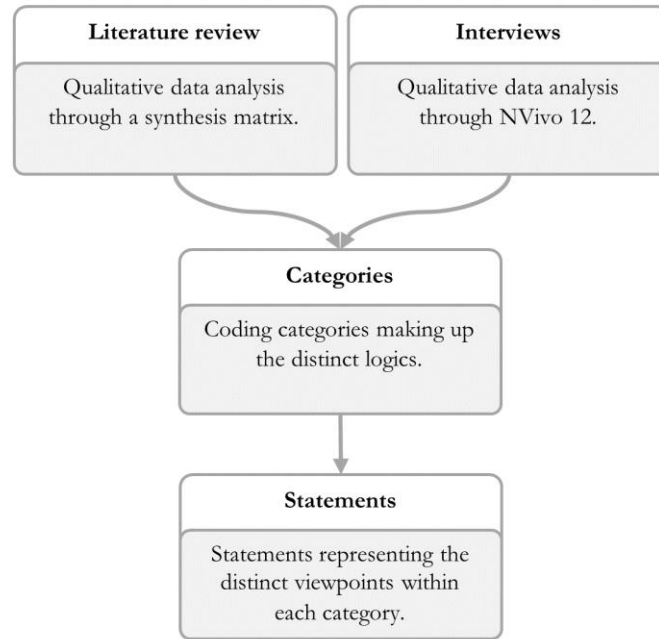 Literature review
Qualitative data analysis
through a synthesis matrix.
Interviews
Qualitative data analysis
through NVivo 12.
Categories
Coding categories making up
the distinct logics.
Statements
Statements representing the
distinct viewpoints within
each category.